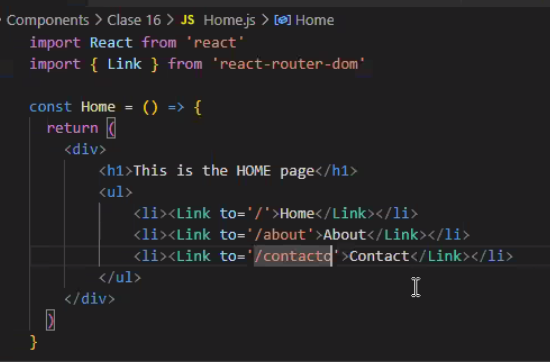 Components > Clase 16 > JS Home.js > Home
import React from 'react'
import { Link } from 'react-router-dom'
const Home = () => {
return (
<div>
<h1>This is the HOME page</h1>
<ul>
<li><Link to='/'>Home</Link></li>
<li><Link to='/about'>About</Link></li>
<li><Link to='/contacto'>Contact</Link></li>
</ul>
</div>
)
}